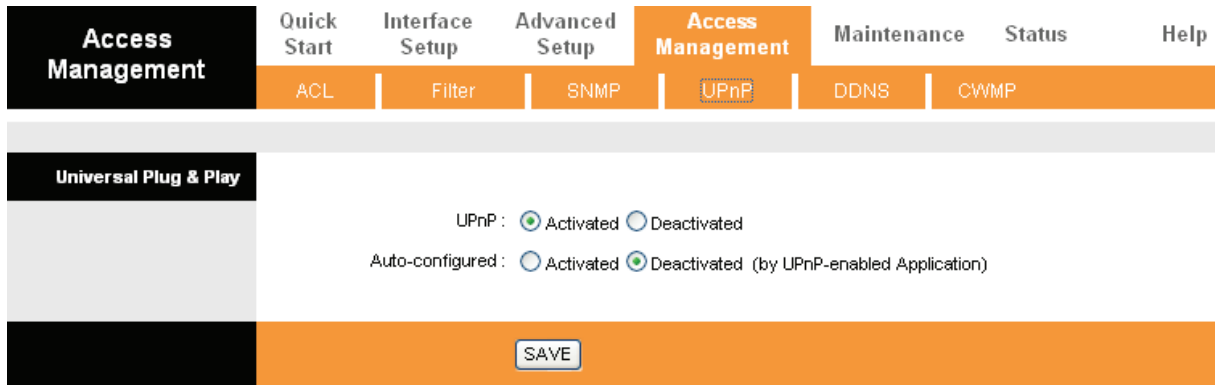 Access Management
Quick Start
Interface Setup
Advanced Setup
Access Management
Maintenance
Status
Help
ACL
Filter
SNMP
UPnP
DDNS
CWMP
Universal Plug & Play
UPnP : Activated Deactivated
Auto-configured : Activated Deactivated (by UPnP-enabled Application)
SAVE